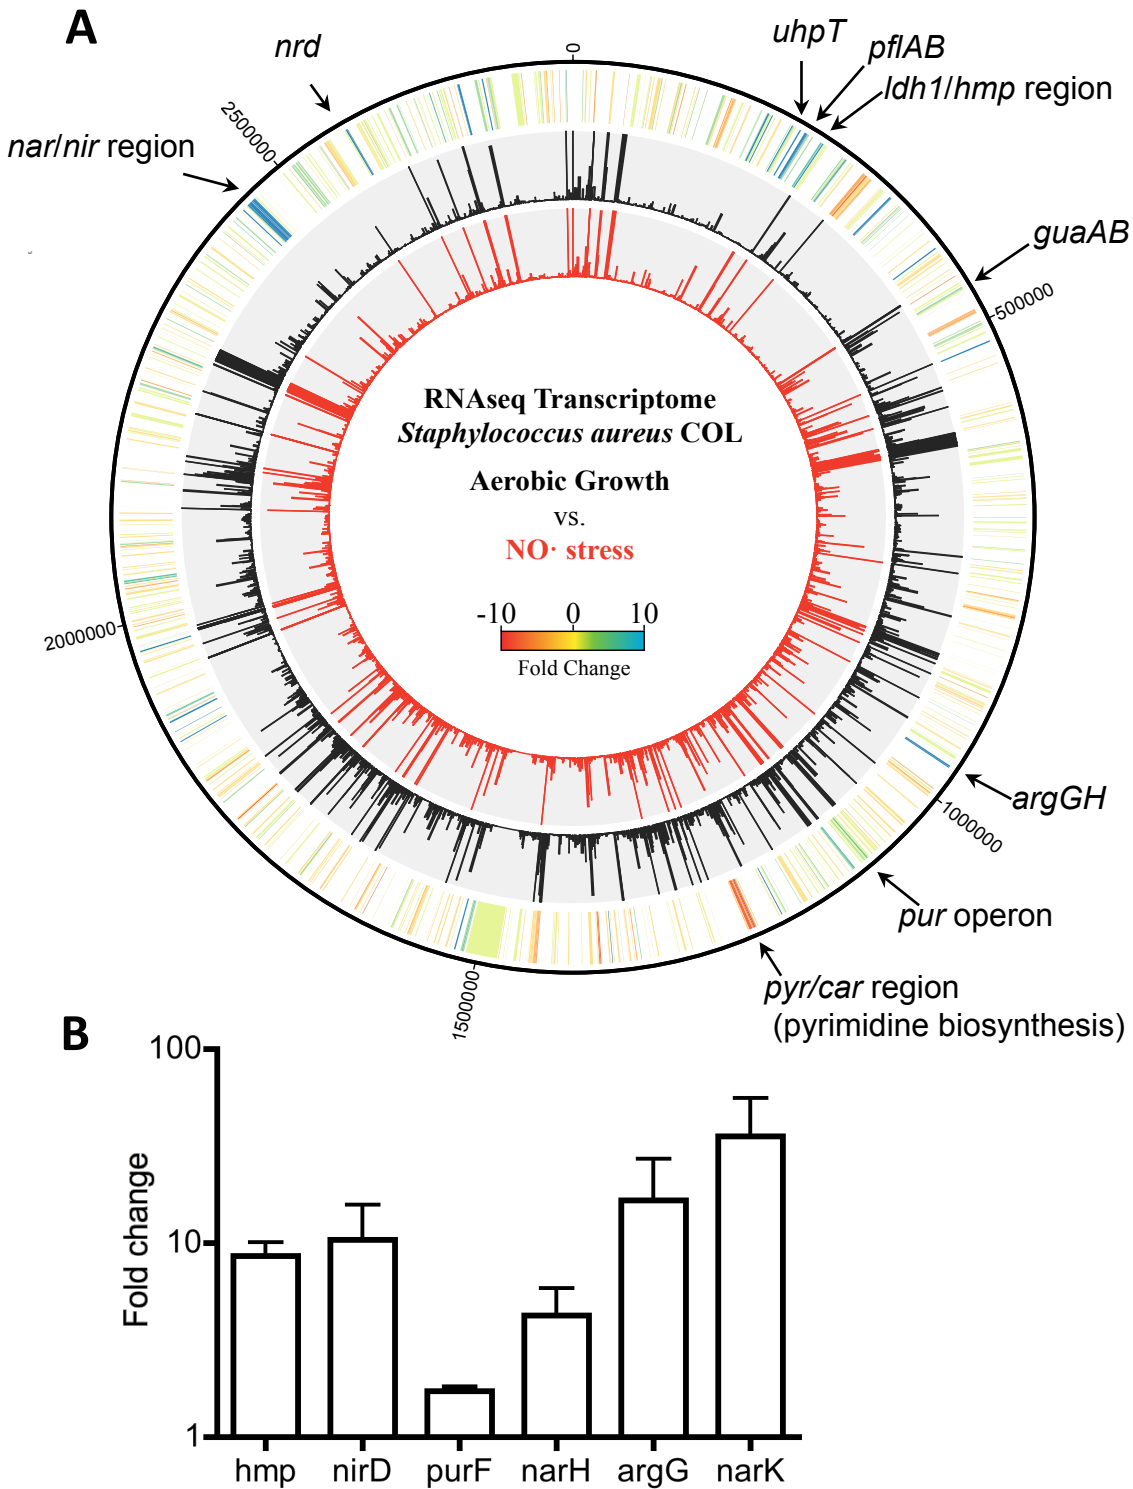 A
nrd
uhpT
pflAB
ldh1/hmp region
nar/nir region
guaAB
argGH
pur operon
pyr/car region
(pyrimidine biosynthesis)
0
500000
1000000
1500000
2000000
2500000
RNAseq Transcriptome
Staphylococcus aureus COL
Aerobic Growth
vs.
NO· stress
-10 0 10
Fold Change
B
Fold change
100
10
1
hmp nirD purF narH argG narK